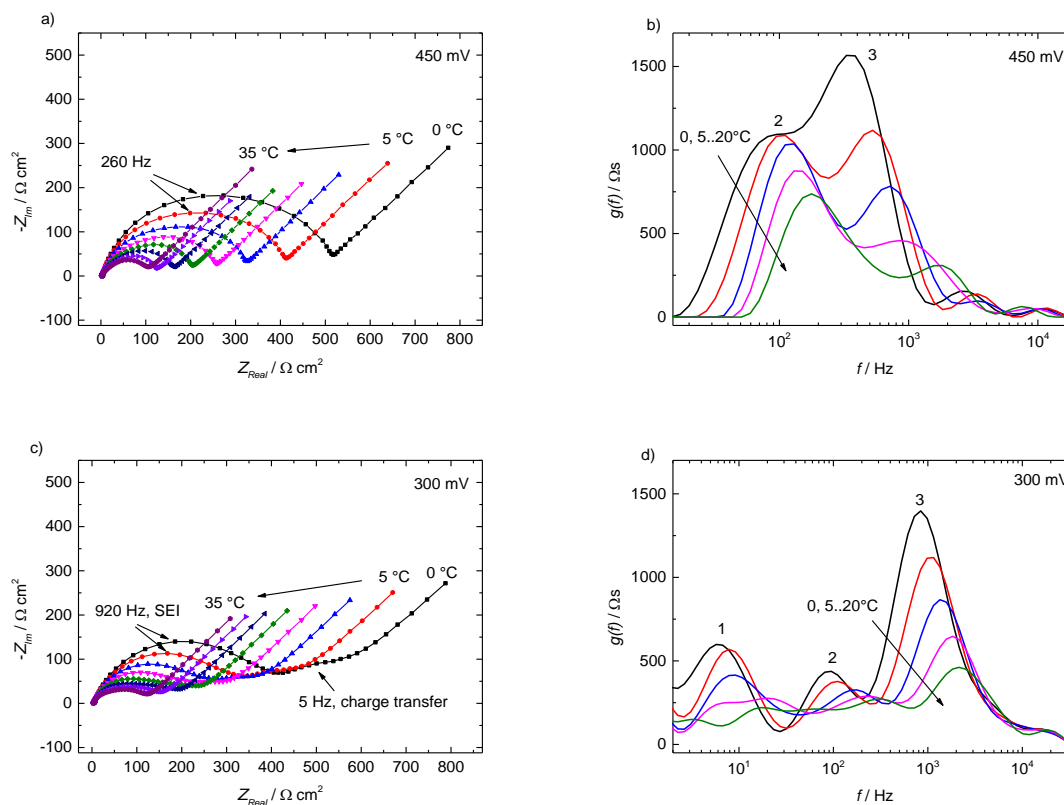 a)
500
400
300
200
100
0
-100
-Z_Im / Ω cm²
450 mV
0 °C
5 °C
35 °C
260 Hz
0 100 200 300 400 500 600 700 800
Z_Real / Ω cm²
b)
1500
1000
500
0
g(f) / Ωs
450 mV
3
2
0, 5..20°C
10² 10³ 10⁴
f / Hz
c)
500
400
300
200
100
0
-100
-Z_Im / Ω cm²
300 mV
0 °C
5 °C
35 °C
920 Hz, SEI
5 Hz, charge transfer
0 100 200 300 400 500 600 700 800
Z_Real / Ω cm²
d)
1500
1000
500
0
g(f) / Ωs
300 mV
3
0, 5..20°C
1
2
10¹ 10² 10³ 10⁴
f / Hz